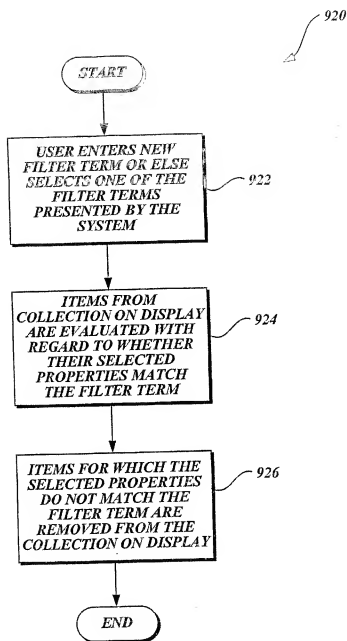 920
START
USER ENTERS NEW
FILTER TERM OR ELSE
SELECTS ONE OF THE
FILTER TERMS
PRESENTED BY THE
SYSTEM
922
ITEMS FROM
COLLECTION ON DISPLAY
ARE EVALUATED WITH
REGARD TO WHETHER
THEIR SELECTED
PROPERTIES MATCH
THE FILTER TERM
924
ITEMS FOR WHICH THE
SELECTED PROPERTIES
DO NOT MATCH THE
FILTER TERM ARE
REMOVED FROM THE
COLLECTION ON DISPLAY
926
END